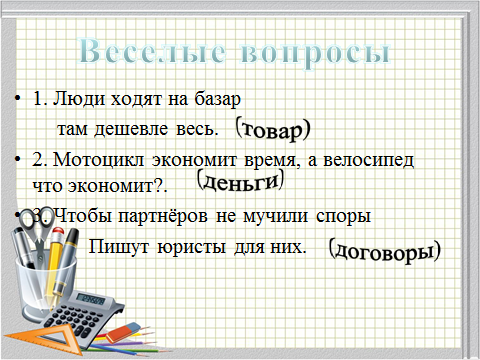 Веселые вопросы
• 1. Люди ходят на базар
там дешевле весь. (товар)
• 2. Мотоцикл экономит время, а велосипед
что экономит?. (деньги)
• 3. Чтобы партнёров не мучили споры
Пишут юристы для них. (договоры)